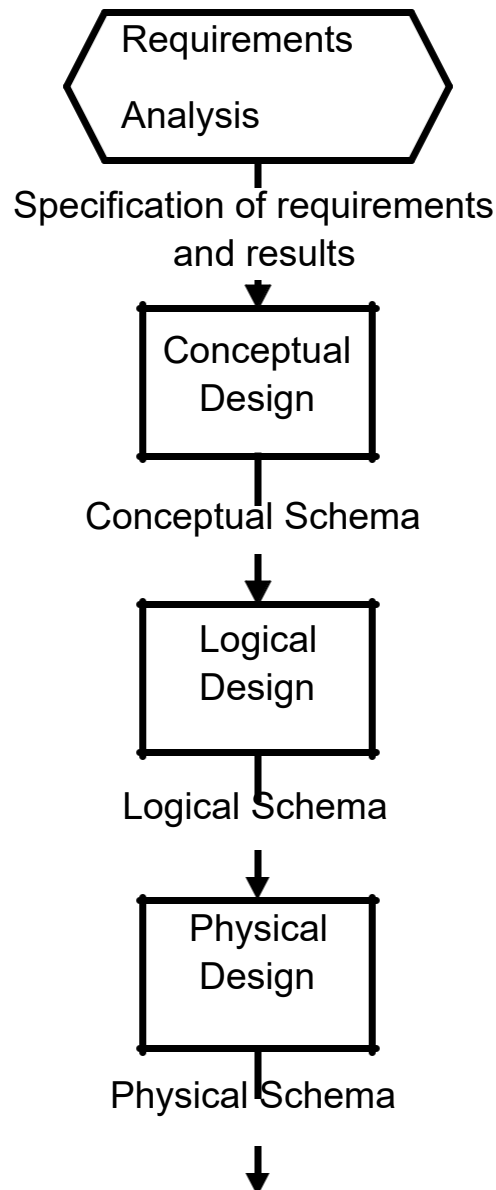 Requirements
Analysis
Specification of requirements
and results
Conceptual
Design
Conceptual Schema
Logical
Design
Logical Schema
Physical
Design
Physical Schema